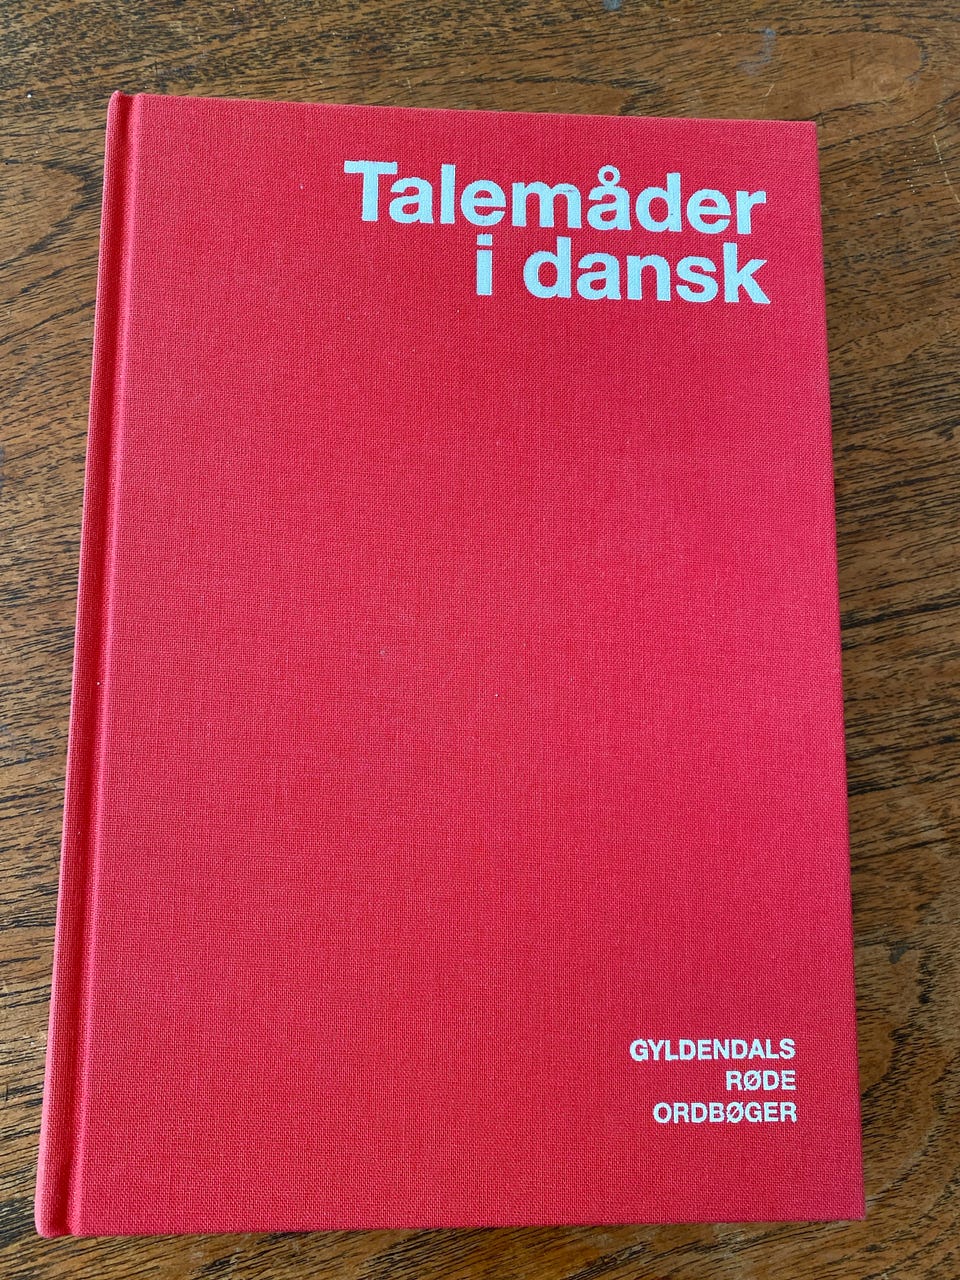 Talemåder
i dansk
GYLDENDALS
RØDE
ORDBØGER